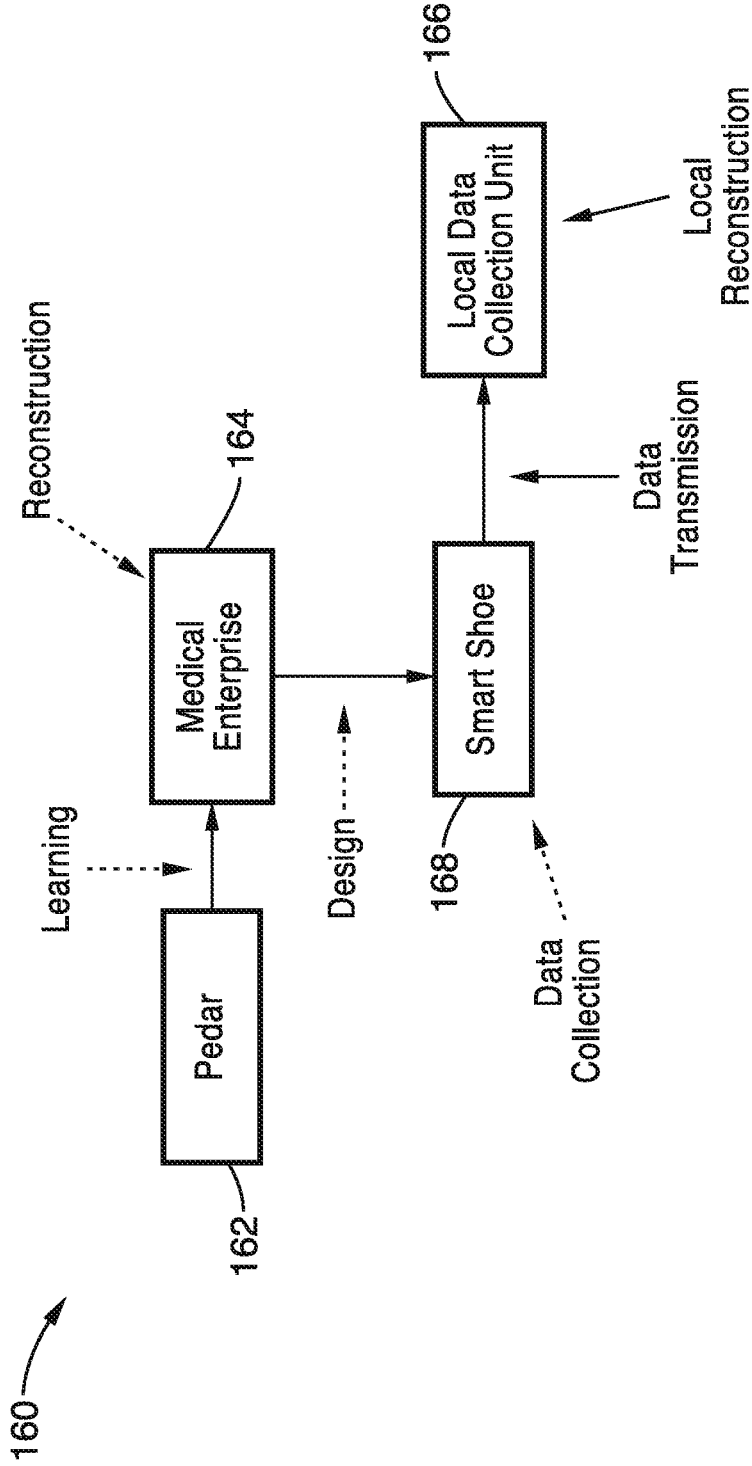 160
Learning
Reconstruction
Pedar
162
Medical
Enterprise
164
Design
Smart Shoe
168
Data
Collection
Data
Transmission
Local Data
Collection Unit
166
Local
Reconstruction